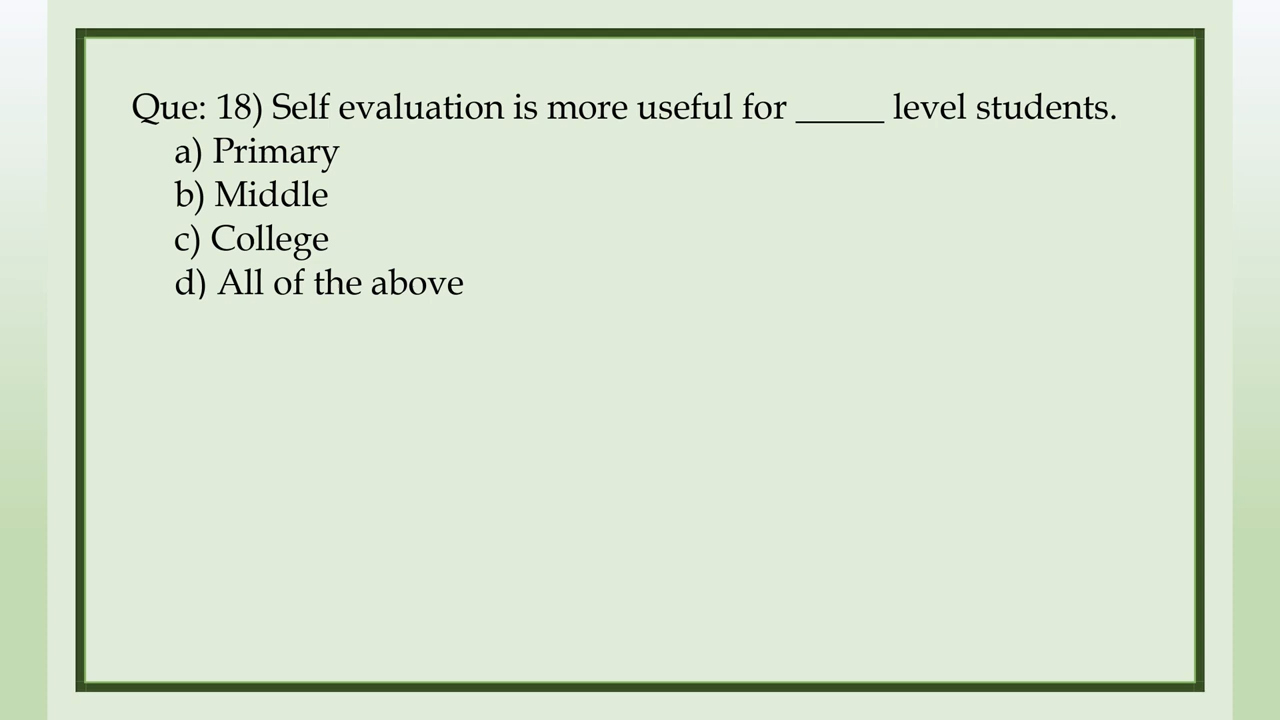 Que: 18) Self evaluation is more useful for _____ level students.
a) Primary
b) Middle
c) College
d) All of the above